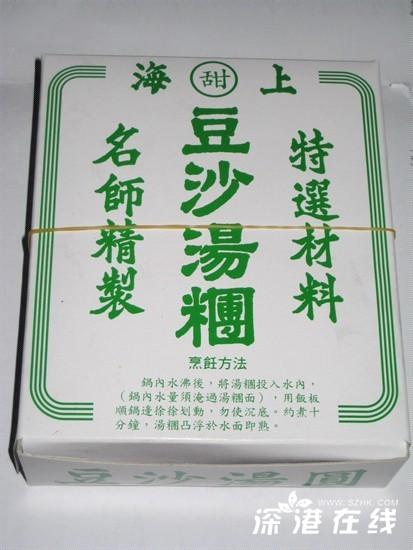 上㊙海
特選材料
豆沙湯糰
名師精製
烹飪方法
鍋內水沸後，將湯糰投入水內，
（鍋內水量須淹過湯糰面），用飯板
順鍋邊徐徐划動，勿使沉底。約煮十
分鐘，湯糰凸浮於水面即熟。
豆沙湯圓
WWW.SZHK.COM
深港在线